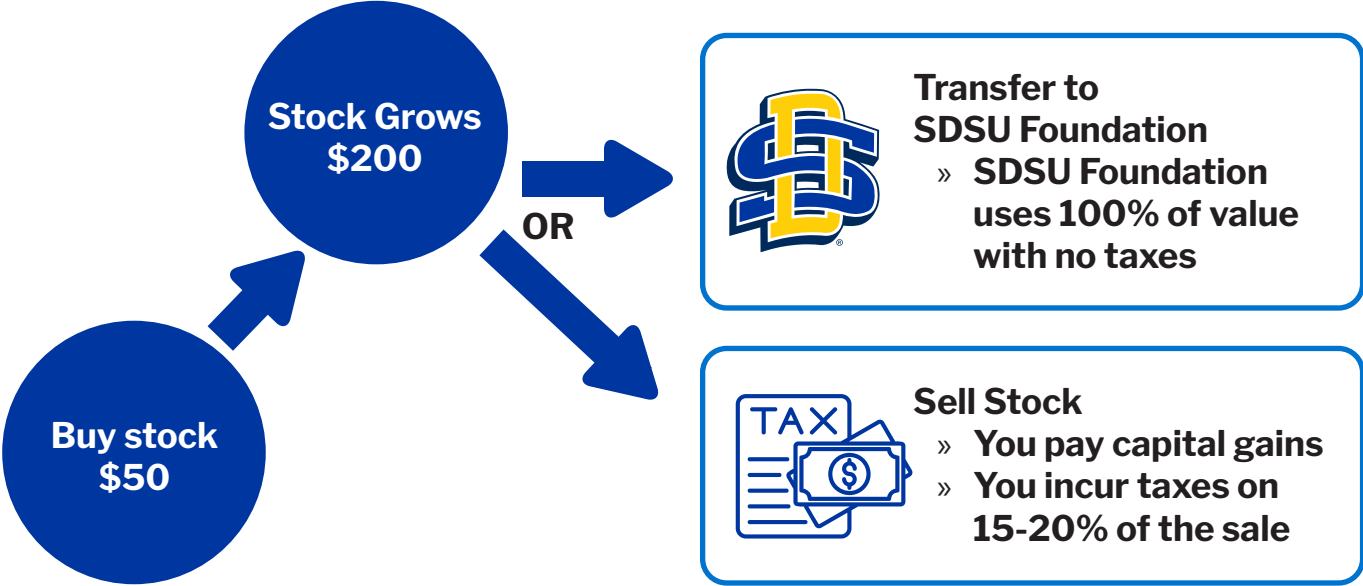 Stock Grows
$200
Buy stock
$50
OR
Transfer to
SDSU Foundation
» SDSU Foundation
uses 100% of value
with no taxes
SD
®
TAX
$
Sell Stock
» You pay capital gains
» You incur taxes on
15-20% of the sale